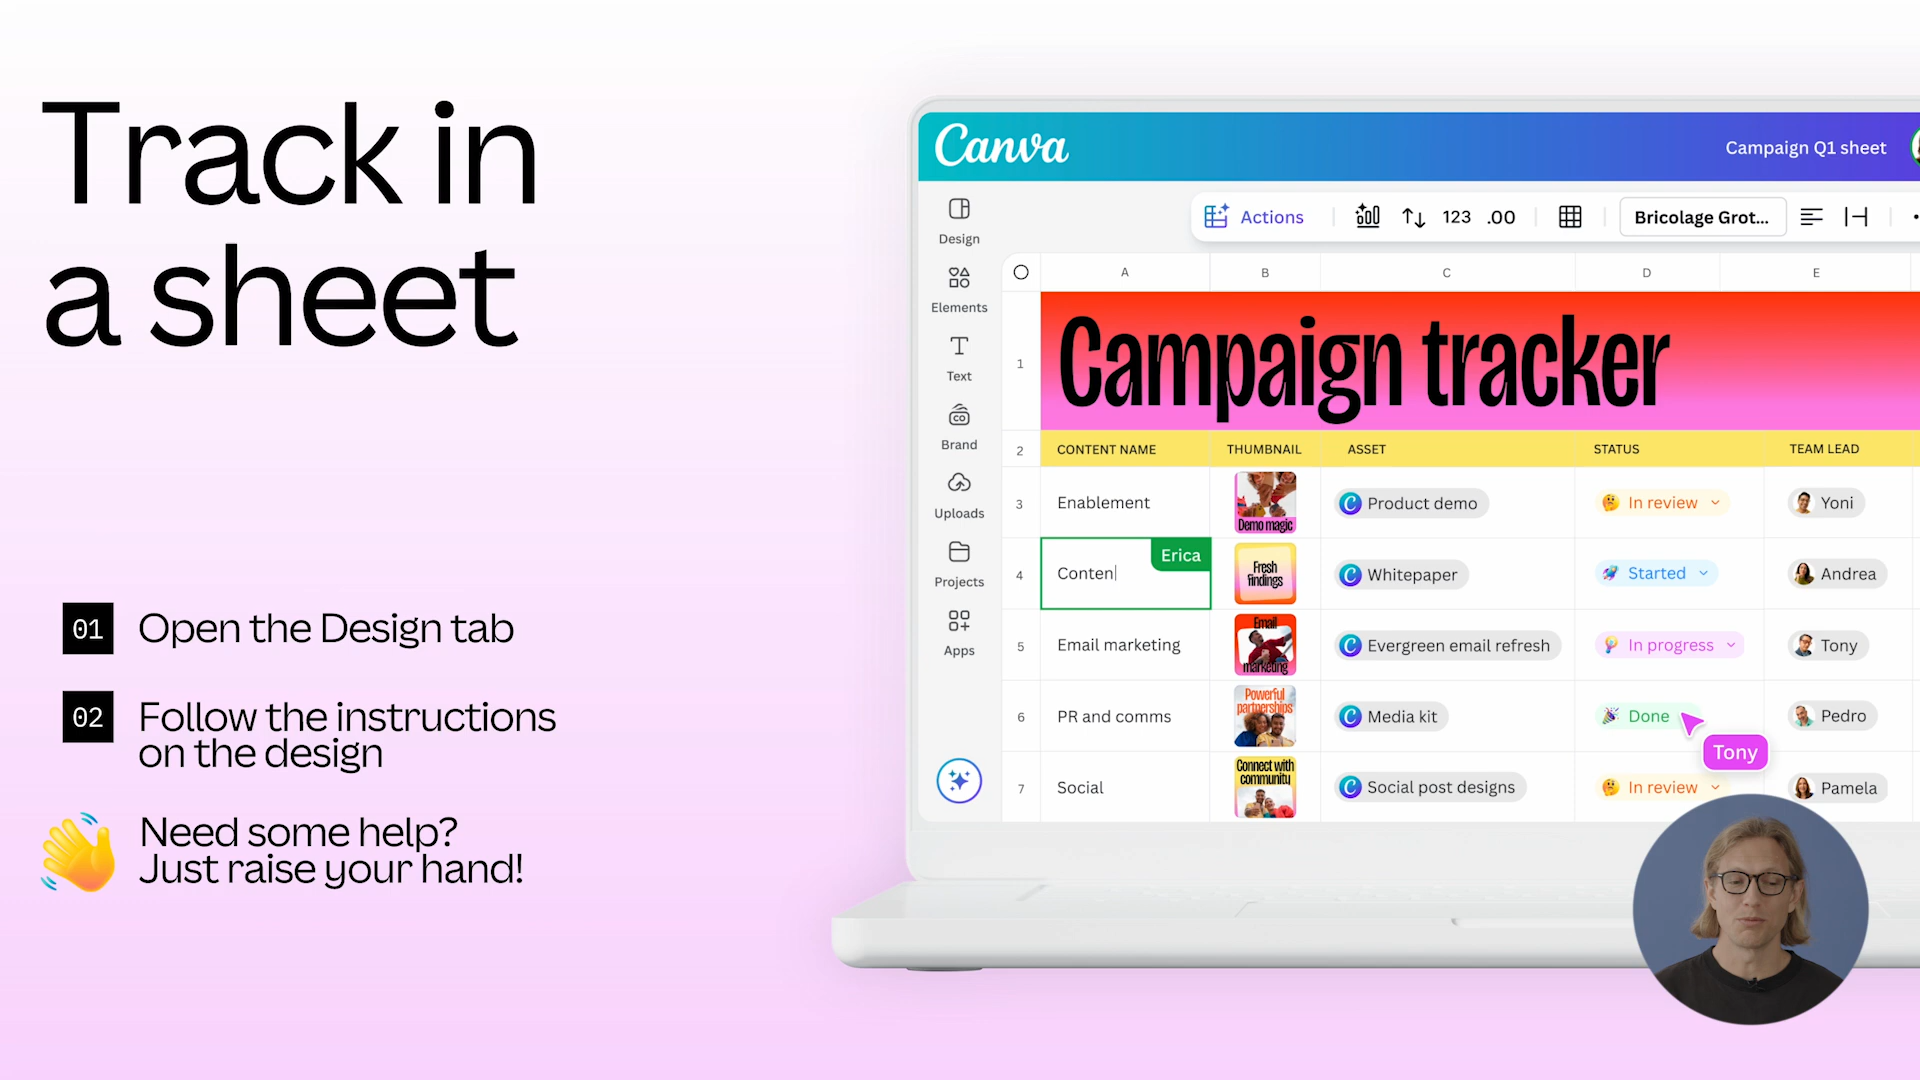 Track in
a sheet
01 Open the Design tab
02 Follow the instructions
on the design
Need some help?
Just raise your hand!
Canva
Campaign Q1 sheet
Design
Elements
Text
Brand
Uploads
Projects
Apps
Actions 123 .00 Bricolage Grot...
A B C D E
1 Campaign tracker
2 CONTENT NAME THUMBNAIL ASSET STATUS TEAM LEAD
3 Enablement Demo magic Product demo In review Yoni
4 Conten Erica Fresh findings Whitepaper Started Andrea
5 Email marketing Email marketing Evergreen email refresh In progress Tony
6 PR and comms Powerful partnerships Media kit Done Pedro
Tony
7 Social Connect with community Social post designs In review Pamela